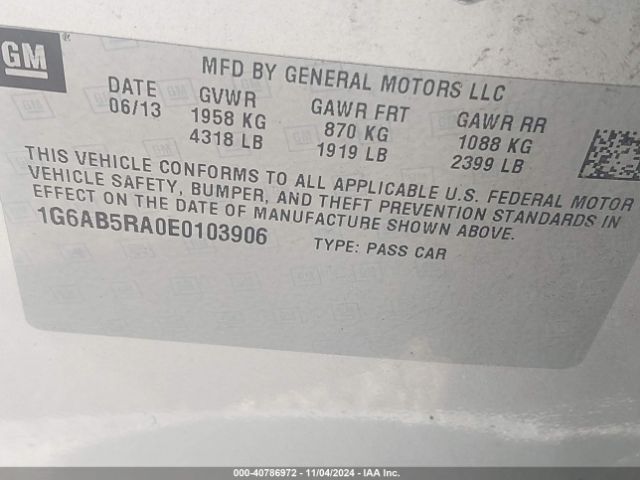 GM
MFD BY GENERAL MOTORS LLC
DATE GVWR GAWR FRT GAWR RR
06/13 1958 KG 870 KG 1088 KG
4318 LB 1919 LB 2399 LB
THIS VEHICLE CONFORMS TO ALL APPLICABLE U.S. FEDERAL MOTOR
VEHICLE SAFETY, BUMPER, AND THEFT PREVENTION STANDARDS IN
EFFECT ON THE DATE OF MANUFACTURE SHOWN ABOVE.
1G6AB5RA0E0103906 TYPE: PASS CAR
000-40786972 - 11/04/2024 - IAA Inc.